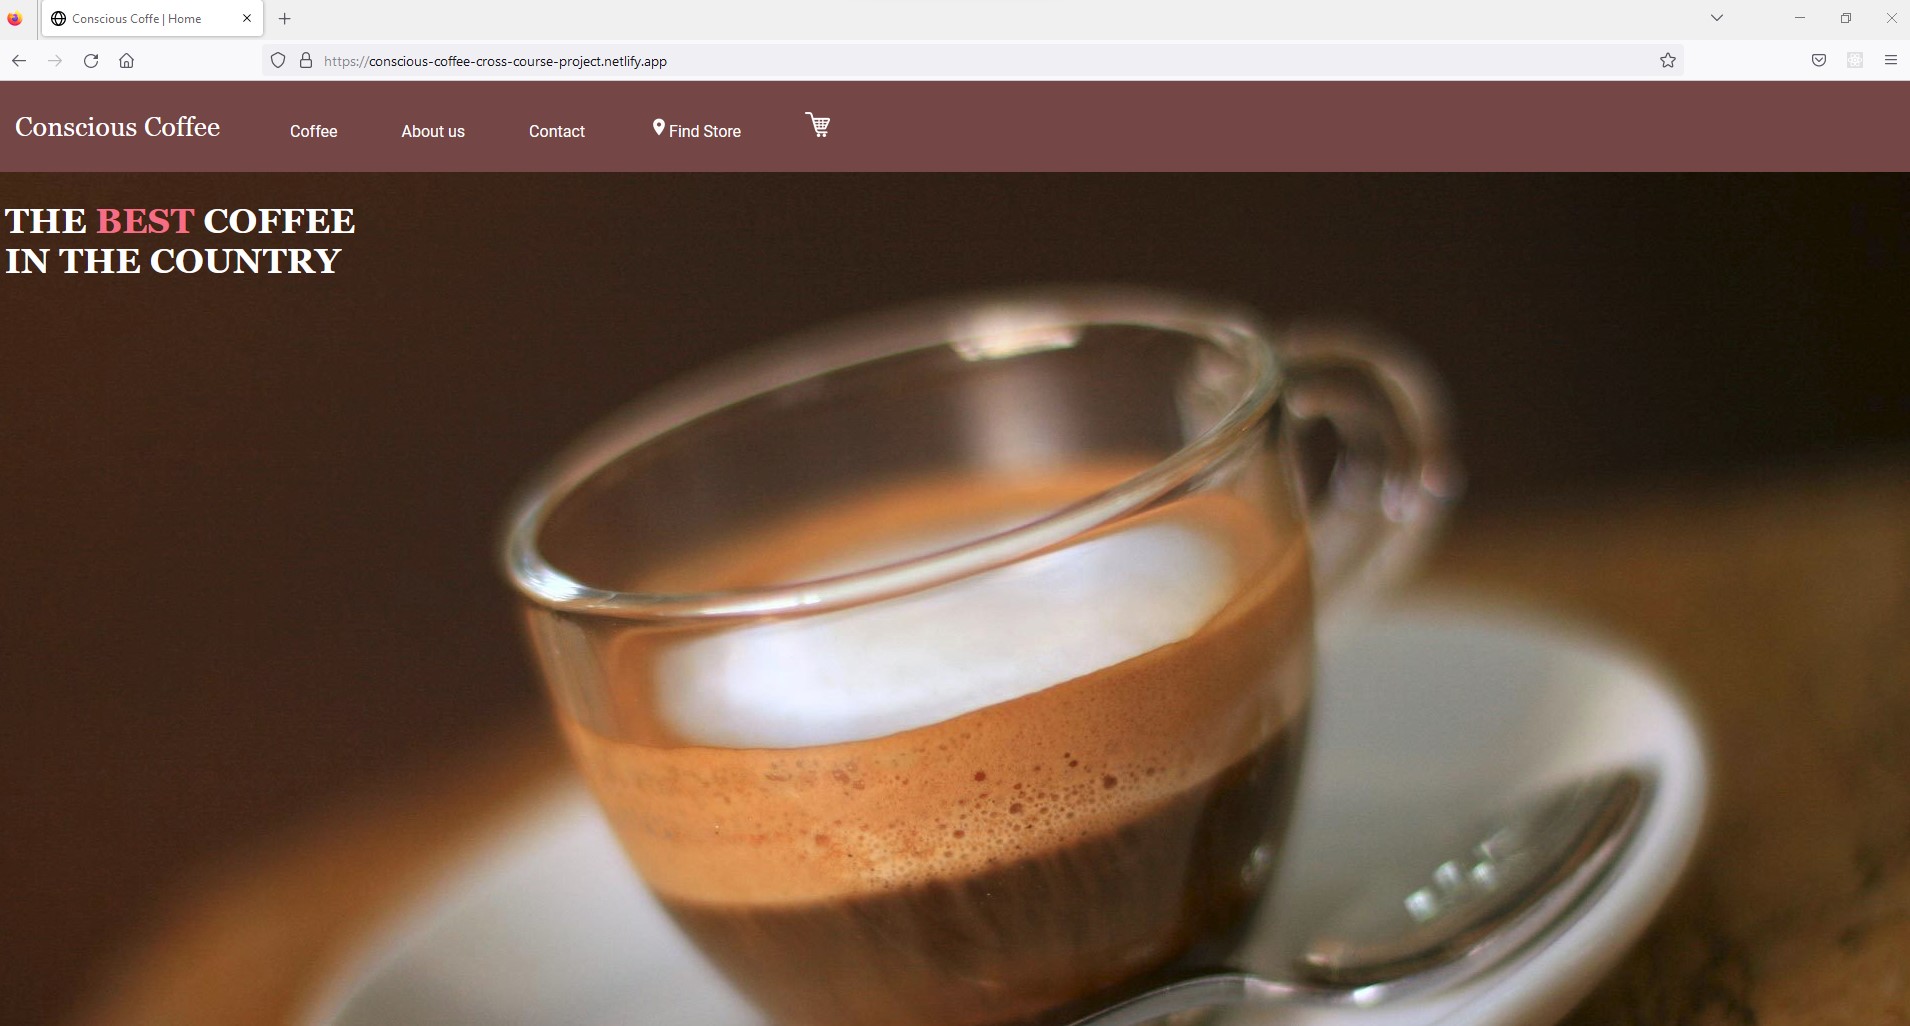 Conscious Coffe | Home
https://conscious-coffee-cross-course-project.netlify.app
Conscious Coffee
Coffee
About us
Contact
Find Store
THE BEST COFFEE
IN THE COUNTRY